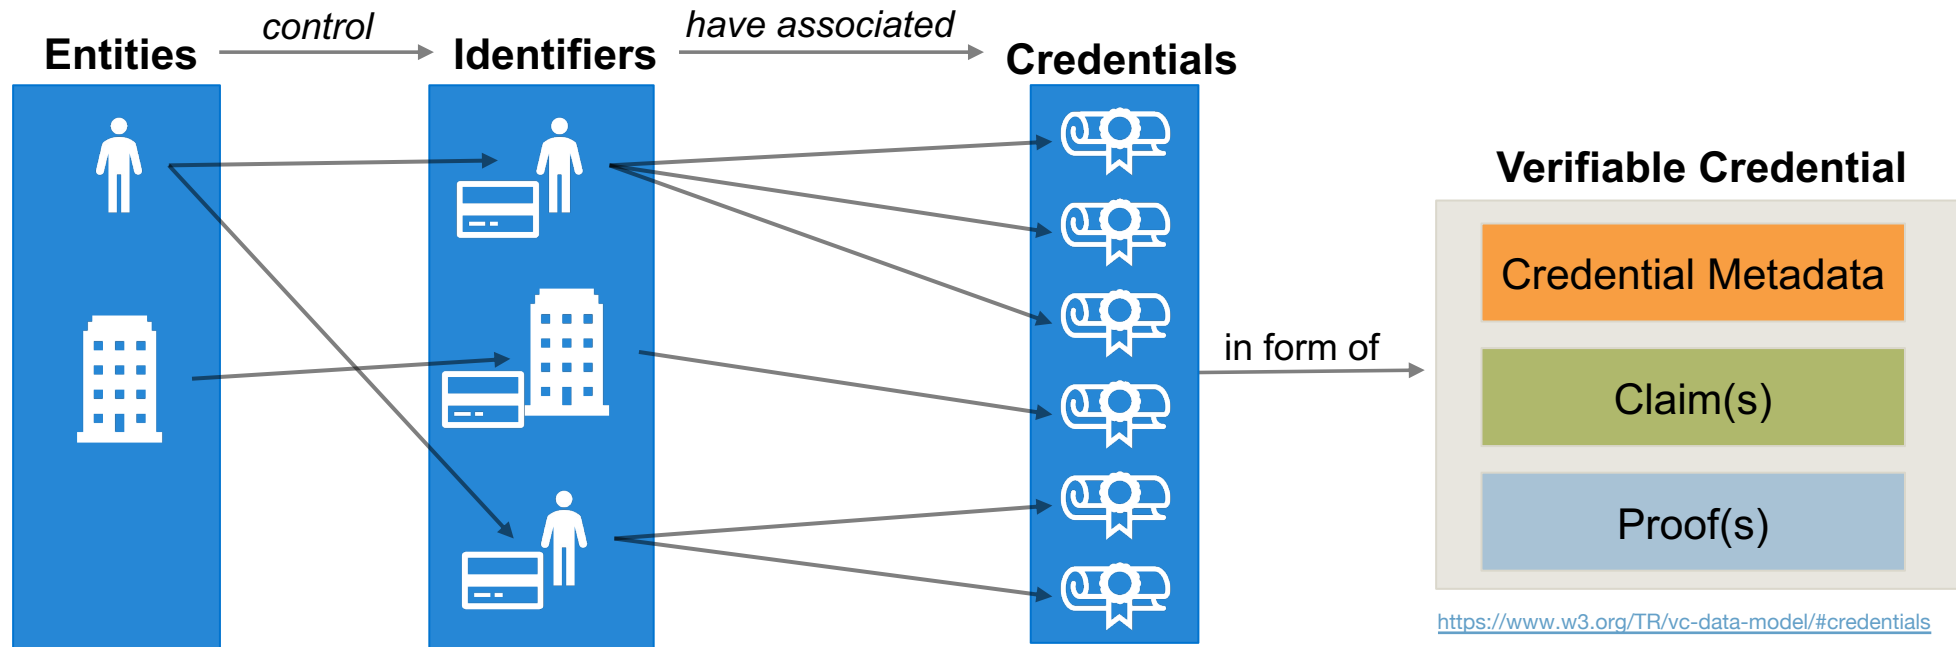 Entities
control
Identifiers
have associated
Credentials
Verifiable Credential
Credential Metadata
in form of
Claim(s)
Proof(s)
https://www.w3.org/TR/vc-data-model/#credentials